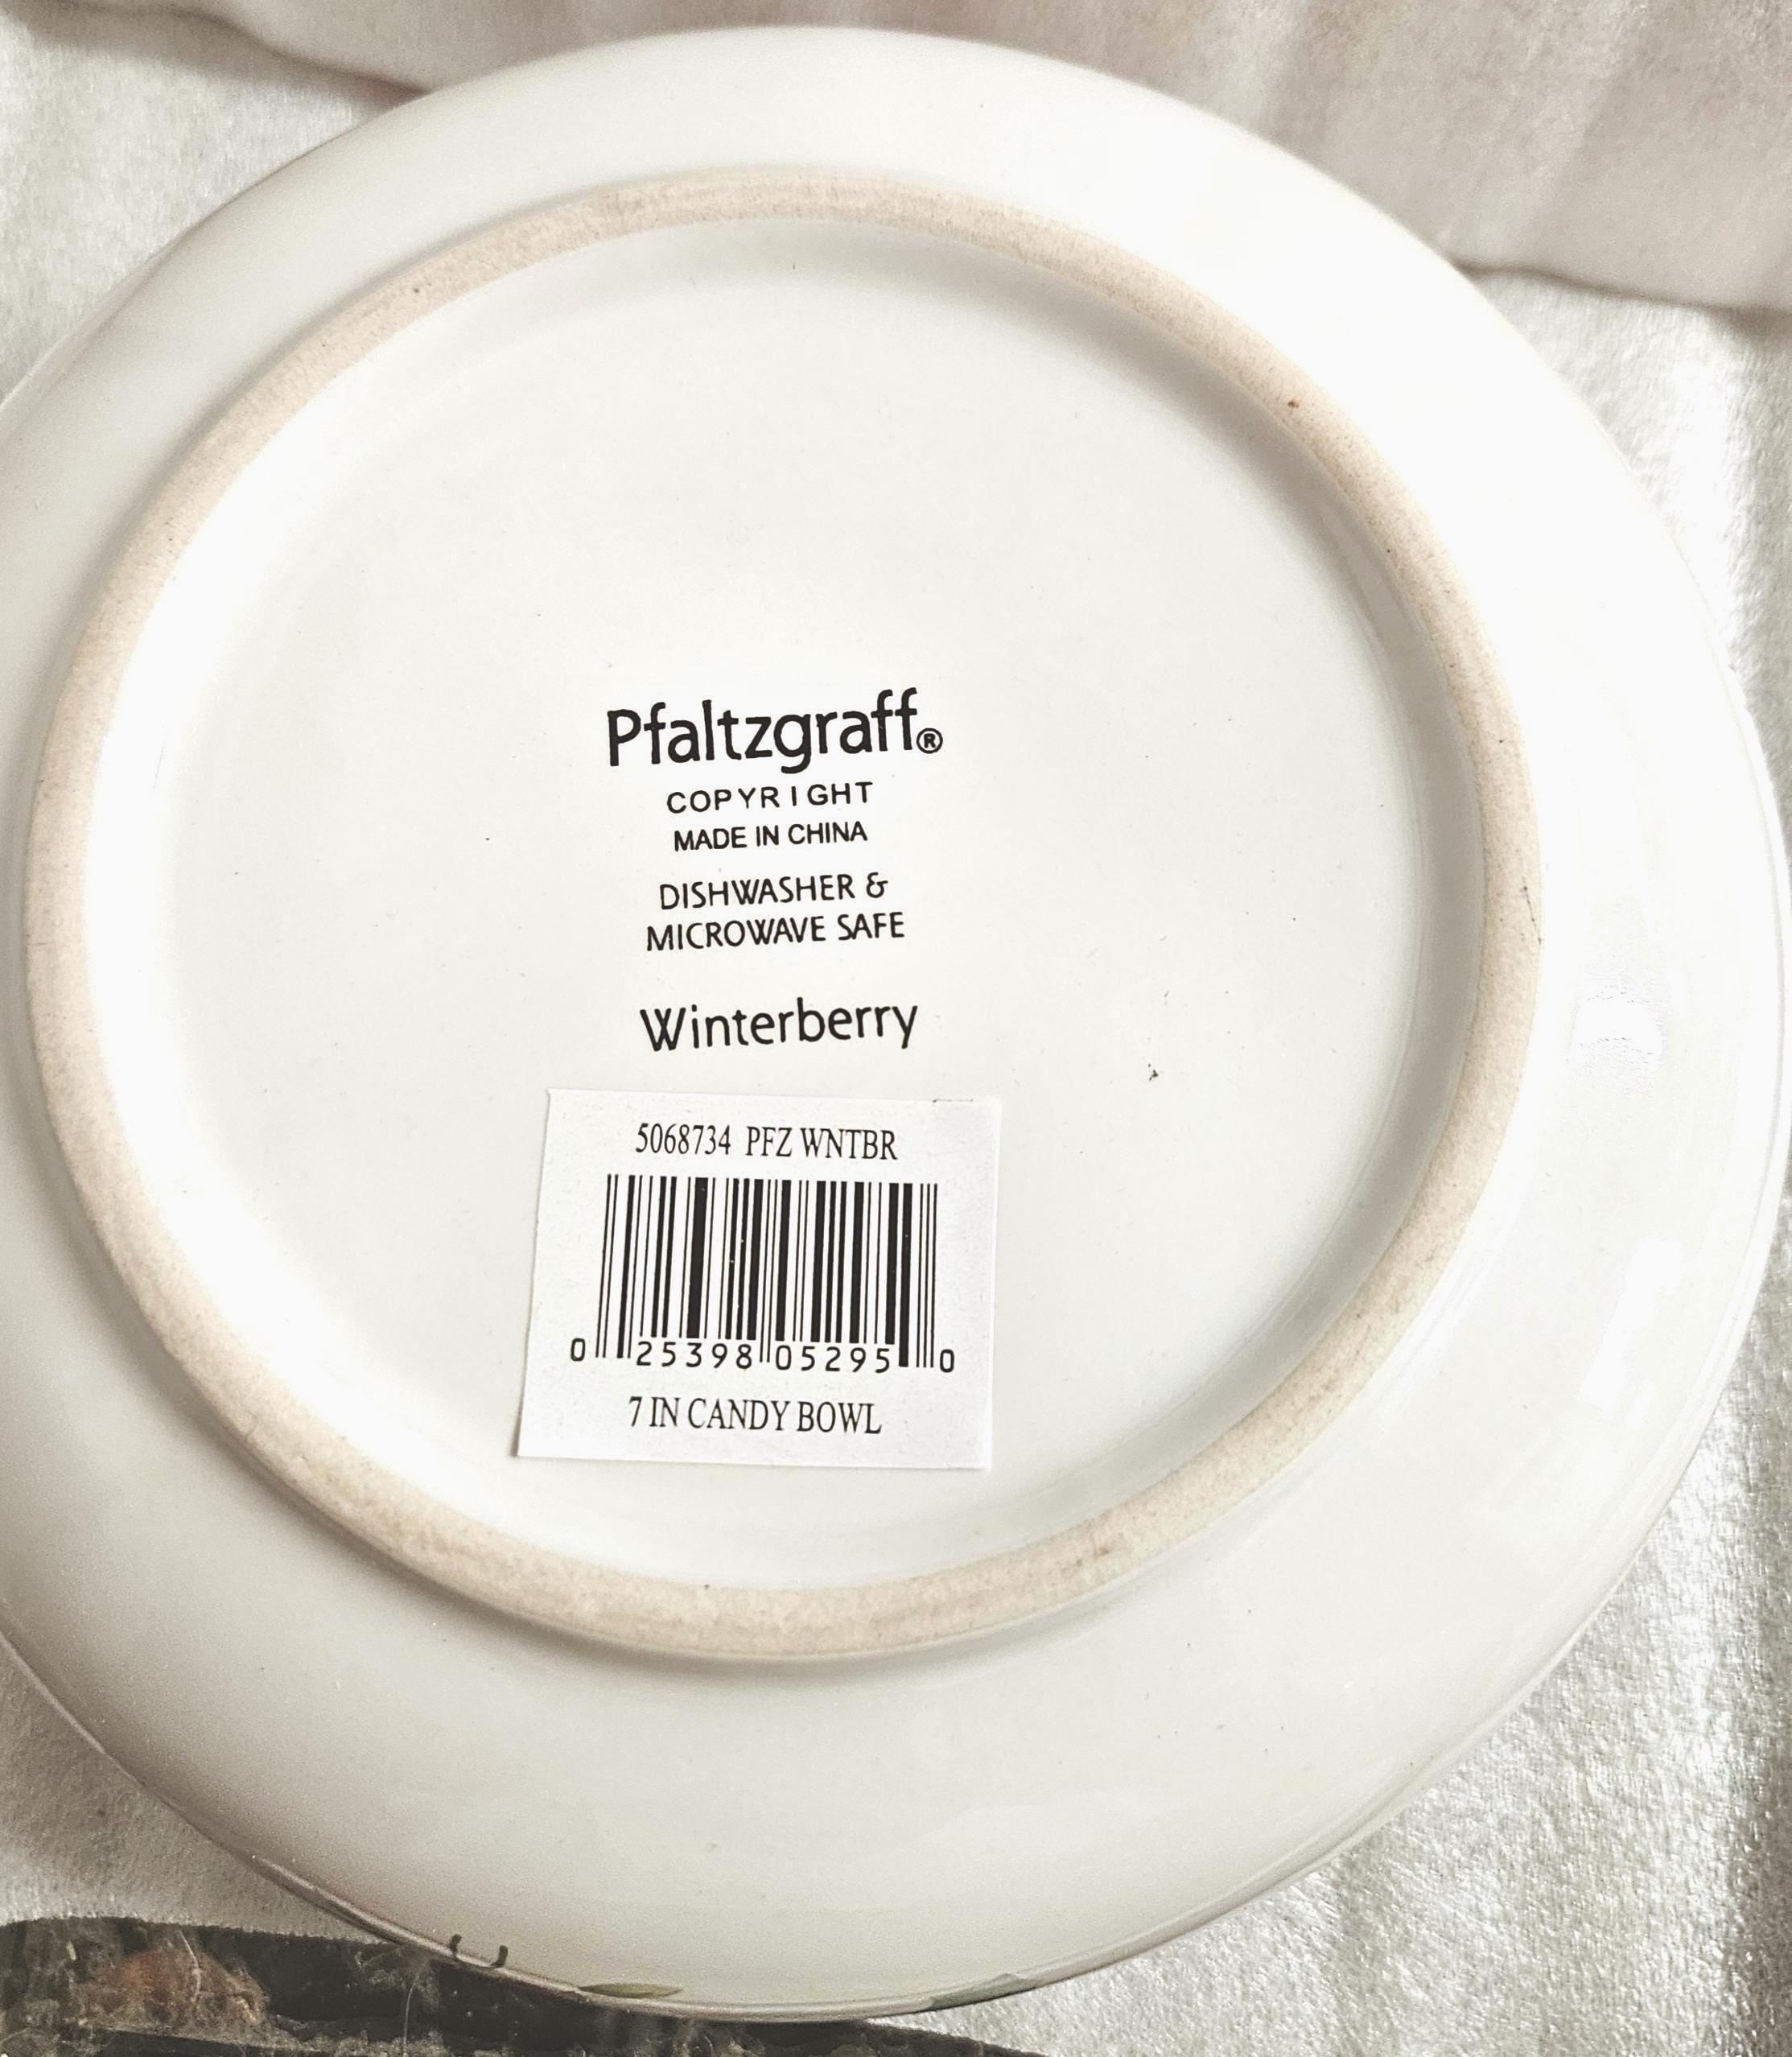 Pfaltzgraff®
COPYRIGHT
MADE IN CHINA
DISHWASHER &
MICROWAVE SAFE
Winterberry
5068734 PFZ WNTBR
0 25398 05295 0
7 IN CANDY BOWL